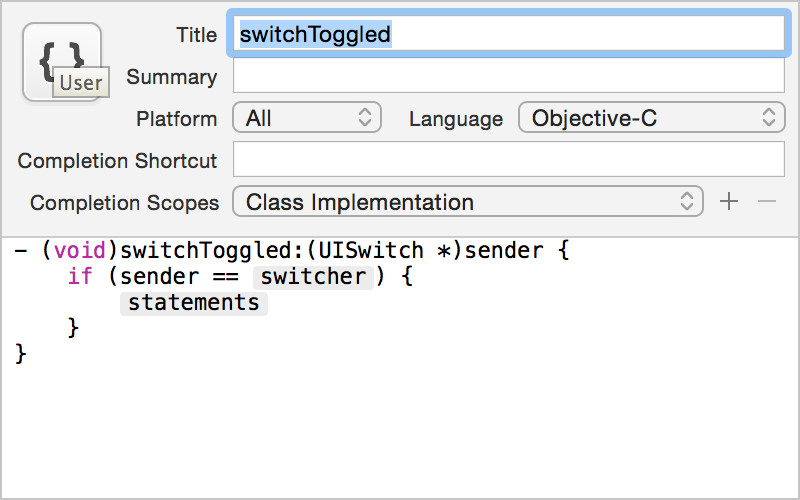 Title switchToggled
{ } User
Summary
Platform All Language Objective-C
Completion Shortcut
Completion Scopes Class Implementation + −
- (void)switchToggled:(UISwitch *)sender {
if (sender == switcher) {
statements
}
}